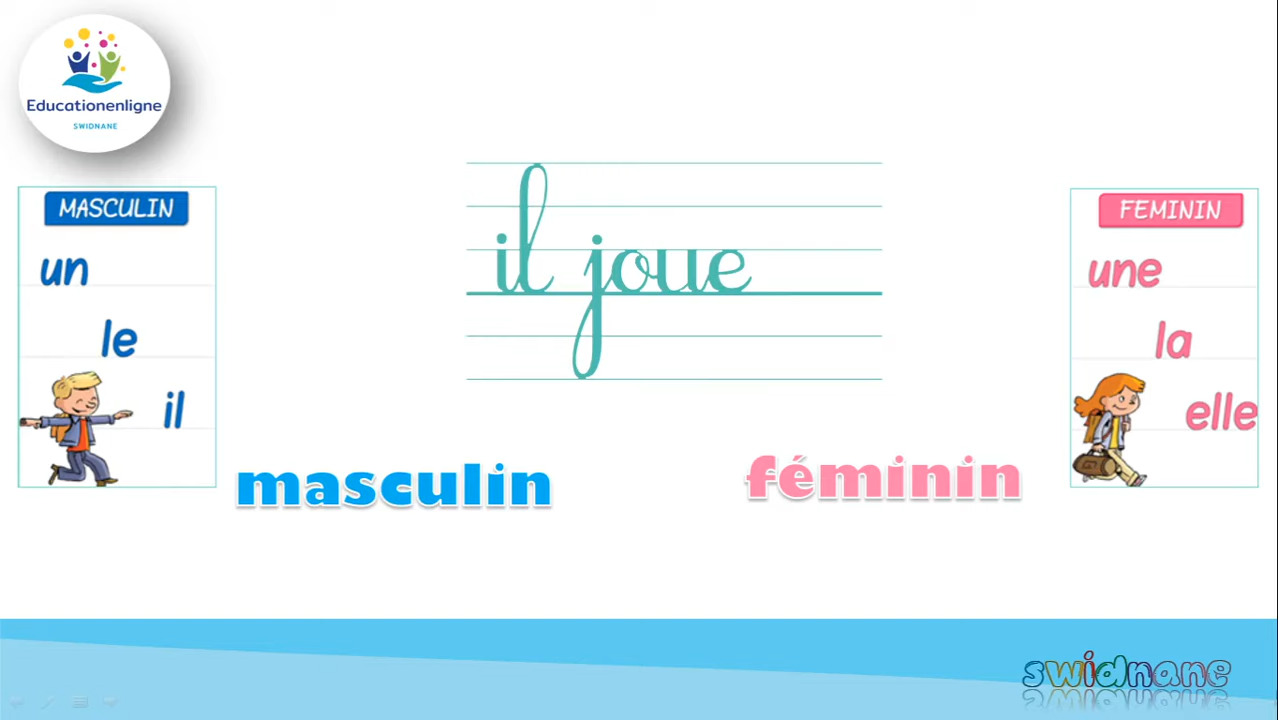 Educationenligne
SWIDNANE
MASCULIN
un
le
il
il joue
FEMININ
une
la
elle
masculin
féminin
swidnane